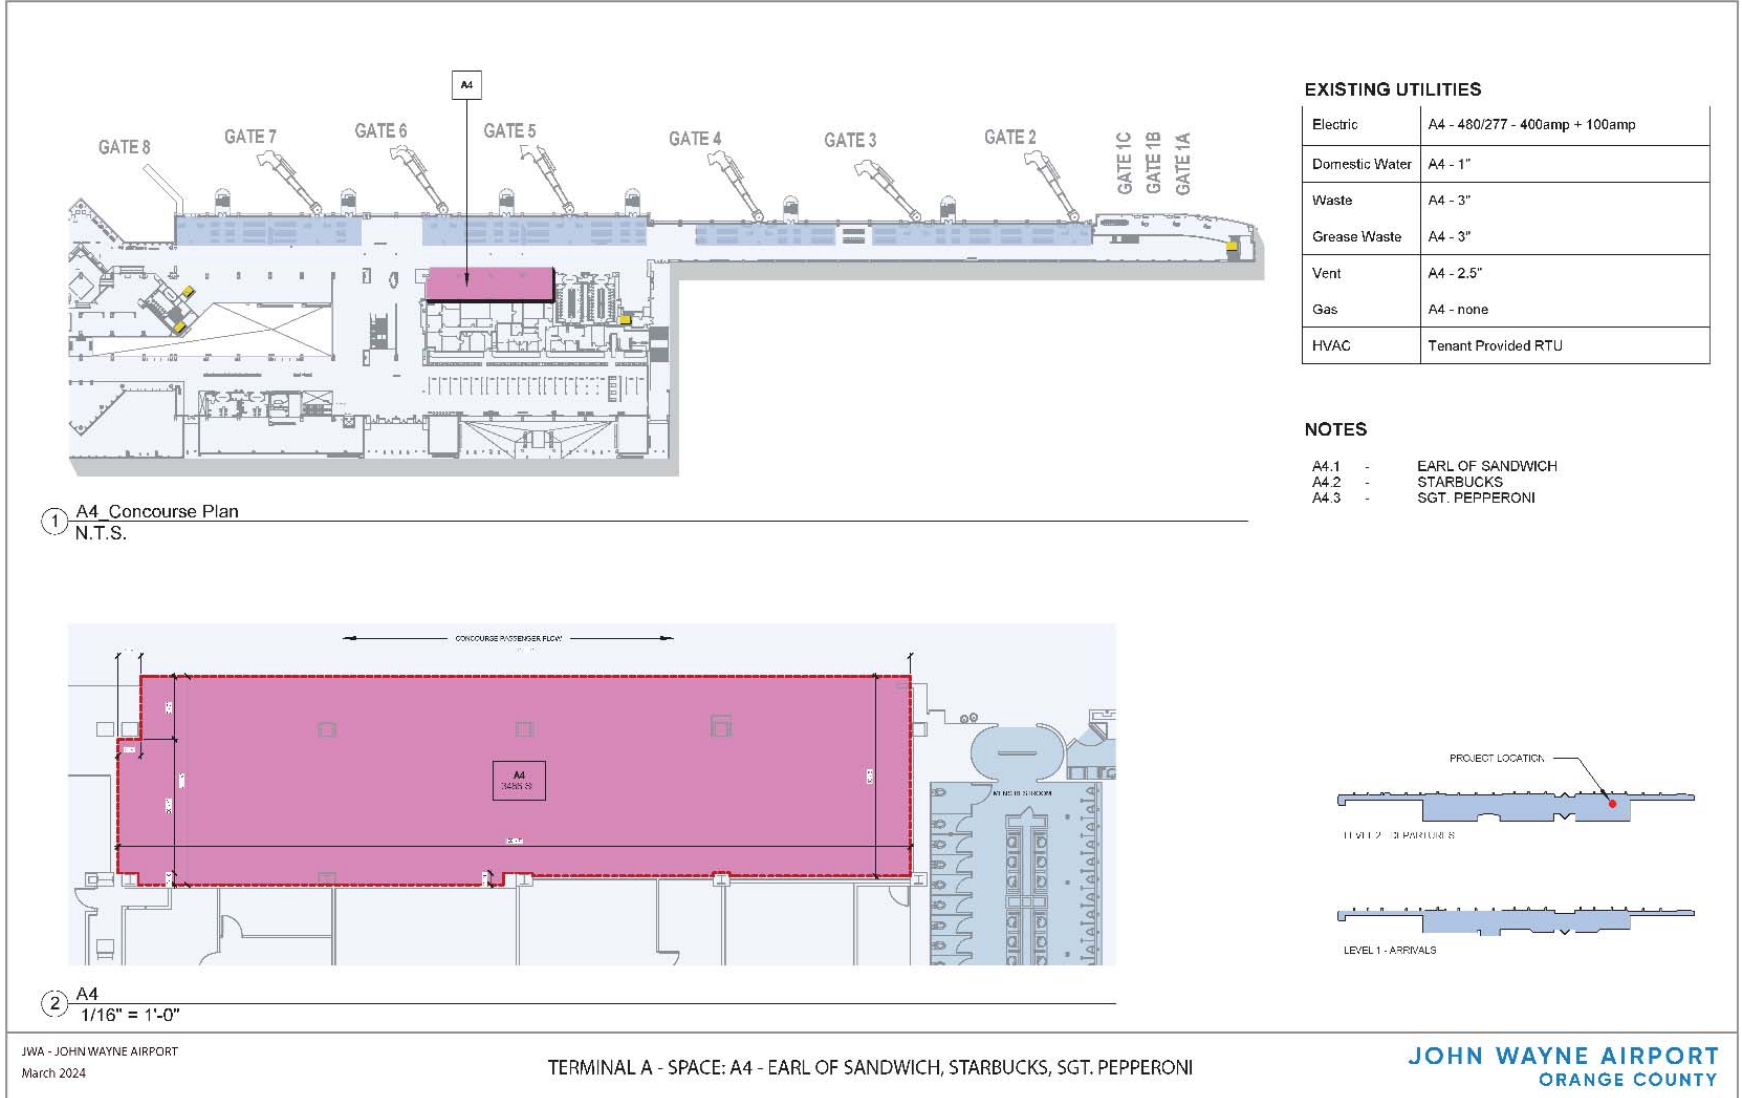 A4
GATE 8
GATE 7
GATE 6
GATE 5
GATE 4
GATE 3
GATE 2
GATE 1C
GATE 1B
GATE 1A
1
A4_Concourse Plan
N.T.S.
EXISTING UTILITIES
Electric A4 - 480/277 - 400amp + 100amp
Domestic Water A4 - 1"
Waste A4 - 3"
Grease Waste A4 - 3"
Vent A4 - 2.5"
Gas A4 - none
HVAC Tenant Provided RTU
NOTES
A4.1 - EARL OF SANDWICH
A4.2 - STARBUCKS
A4.3 - SGT. PEPPERONI
CONCOURSE PASSENGER FLOW
A4
MENS RESTROOM
2
A4
1/16" = 1'-0"
PROJECT LOCATION
LEVEL 2 - DEPARTURES
LEVEL 1 - ARRIVALS
JWA - JOHN WAYNE AIRPORT
March 2024
TERMINAL A - SPACE: A4 - EARL OF SANDWICH, STARBUCKS, SGT. PEPPERONI
JOHN WAYNE AIRPORT
ORANGE COUNTY